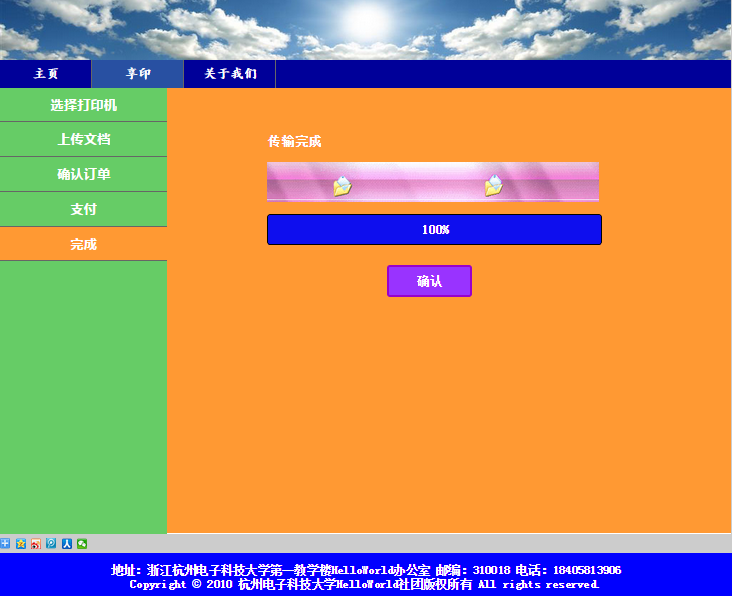 主页 享印 关于我们
选择打印机
上传文档
确认订单
支付
完成
传输完成
100%
确认
地址：浙江杭州电子科技大学第一教学楼HelloWorld办公室 邮编：310018 电话：18405813906
Copyright © 2010 杭州电子科技大学HelloWorld社团版权所有 All rights reserved.